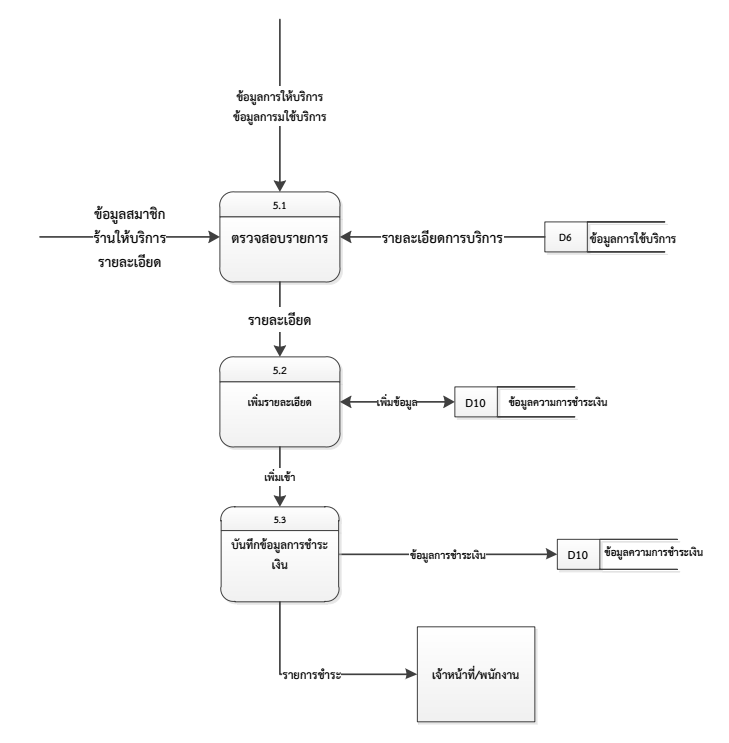 ข้อมูลการให้บริการ
ข้อมูลการมใช้บริการ
5.1
ตรวจสอบรายการ
ข้อมูลสมาชิก
ร้านให้บริการ
รายละเอียด
รายละเอียดการบริการ
D6
ข้อมูลการใช้บริการ
รายละเอียด
5.2
เพิ่มรายละเอียด
เพิ่มข้อมูล
D10
ข้อมูลความการชำระเงิน
เพิ่มเข้า
5.3
บันทึกข้อมูลการชำระ
เงิน
ข้อมูลการชำระเงิน
D10
ข้อมูลความการชำระเงิน
รายการชำระ
เจ้าหน้าที่/พนักงาน